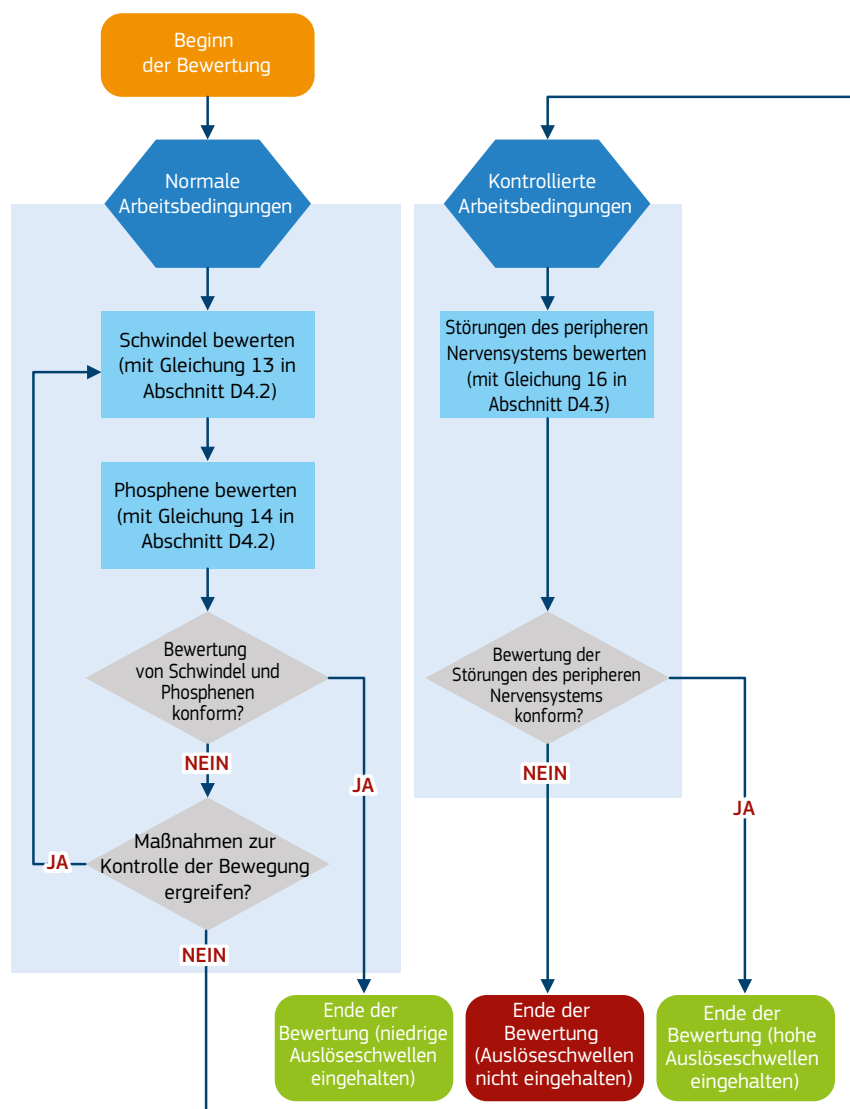 Beginn
der Bewertung
Normale
Arbeitsbedingungen
Schwindel bewerten
(mit Gleichung 13 in
Abschnitt D4.2)
Phosphene bewerten
(mit Gleichung 14 in
Abschnitt D4.2)
Bewertung
von Schwindel und
Phosphenen
konform?
NEIN
JA
Maßnahmen zur
Kontrolle der Bewegung
ergreifen?
JA
NEIN
Ende der
Bewertung (niedrige
Auslöseschwellen
eingehalten)
Kontrollierte
Arbeitsbedingungen
Störungen des peripheren
Nervensystems bewerten
(mit Gleichung 16 in
Abschnitt D4.3)
Bewertung der
Störungen des peripheren
Nervensystems
konform?
NEIN
JA
Ende der
Bewertung
(Auslöseschwellen
nicht eingehalten)
Ende der
Bewertung (hohe
Auslöseschwellen
eingehalten)